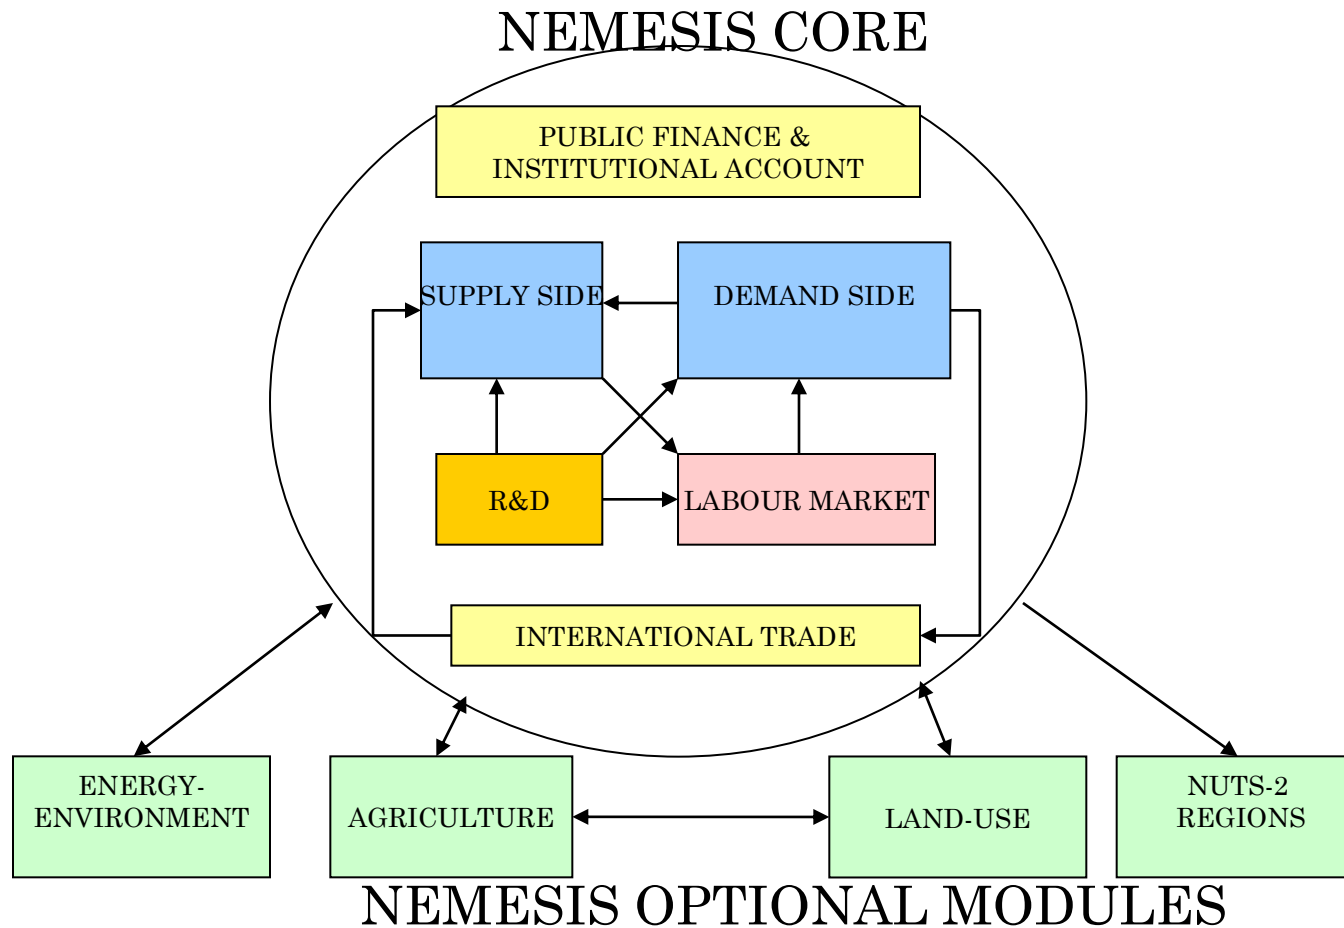 NEMESIS CORE
PUBLIC FINANCE &
INSTITUTIONAL ACCOUNT
SUPPLY SIDE
DEMAND SIDE
R&D
LABOUR MARKET
INTERNATIONAL TRADE
ENERGY-
ENVIRONMENT
AGRICULTURE
LAND-USE
NUTS-2
REGIONS
NEMESIS OPTIONAL MODULES